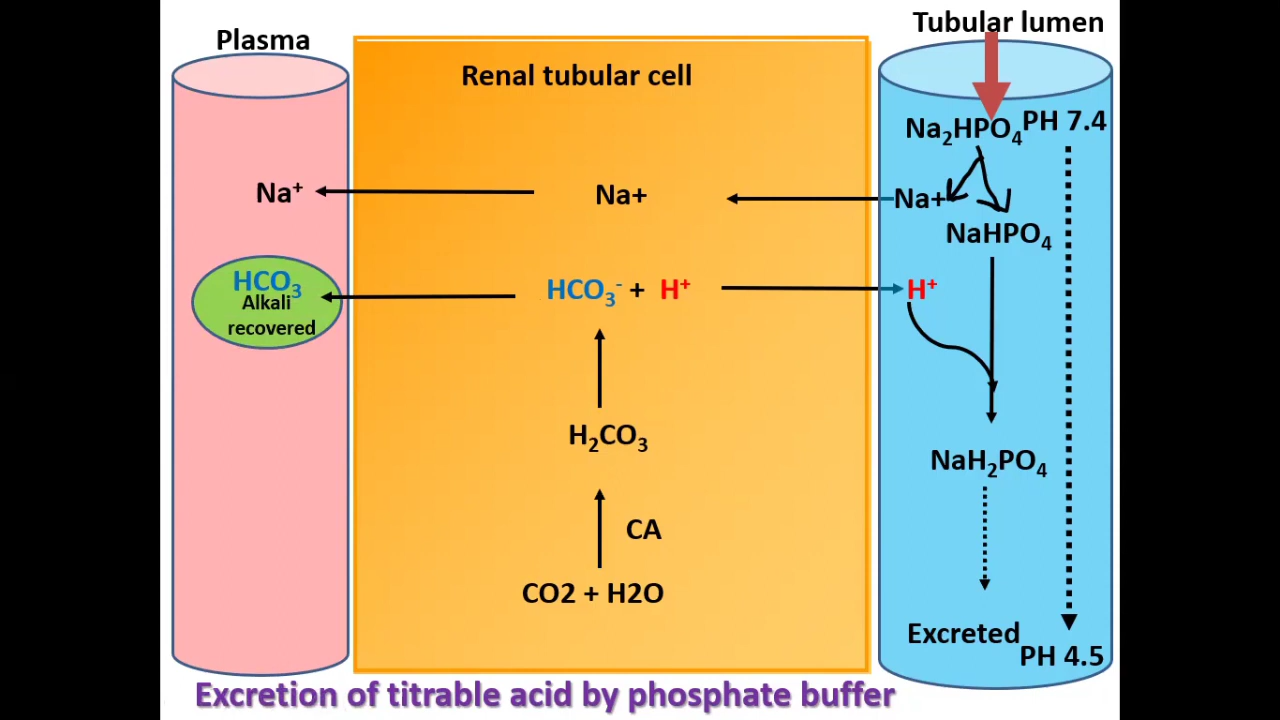 Plasma
Renal tubular cell
Tubular lumen
Na₂HPO₄ PH 7.4
Na⁺
Na+
Na+
NaHPO₄
HCO₃
Alkali
recovered
HCO₃⁻ + H⁺
H⁺
H₂CO₃
NaH₂PO₄
CA
CO2 + H2O
Excreted
PH 4.5
Excretion of titrable acid by phosphate buffer